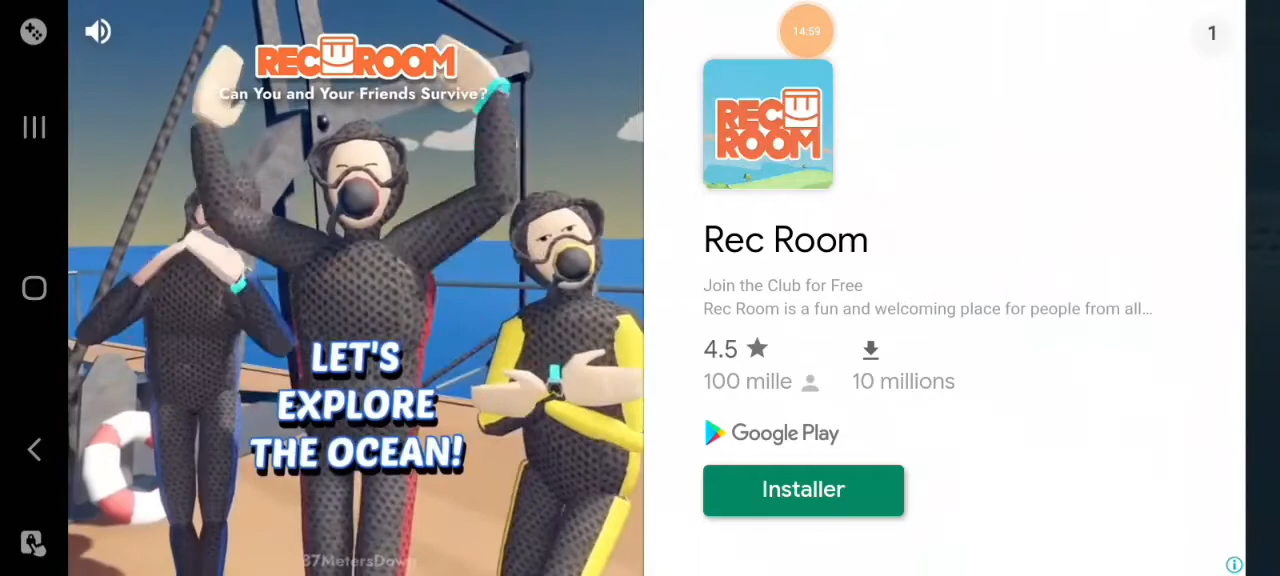 REC ROOM
Can You and Your Friends Survive?
LET'S
EXPLORE
THE OCEAN!
37MetersDown
14:59
1
REC
ROOM
Rec Room
Join the Club for Free
Rec Room is a fun and welcoming place for people from all...
4.5
100 mille
10 millions
Google Play
Installer